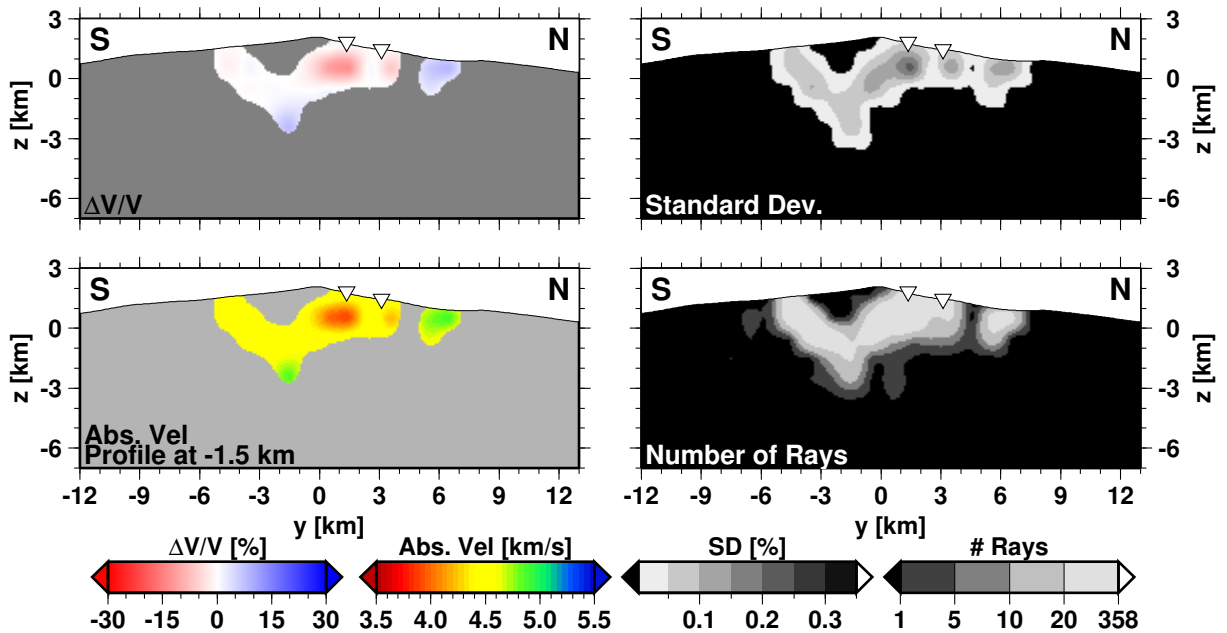 S N S N
3
0
-3
-6
z [km]
ΔV/V
3
0
-3
-6
z [km]
Standard Dev.
S N S N
3
0
-3
-6
z [km]
Abs. Vel
Profile at -1.5 km
3
0
-3
-6
z [km]
Number of Rays
-12 -9 -6 -3 0 3 6 9 12
y [km]
-12 -9 -6 -3 0 3 6 9 12
y [km]
ΔV/V [%]
-30 -15 0 15 30
Abs. Vel [km/s]
3.5 4.0 4.5 5.0 5.5
SD [%]
0.1 0.2 0.3
# Rays
1 5 10 20 358